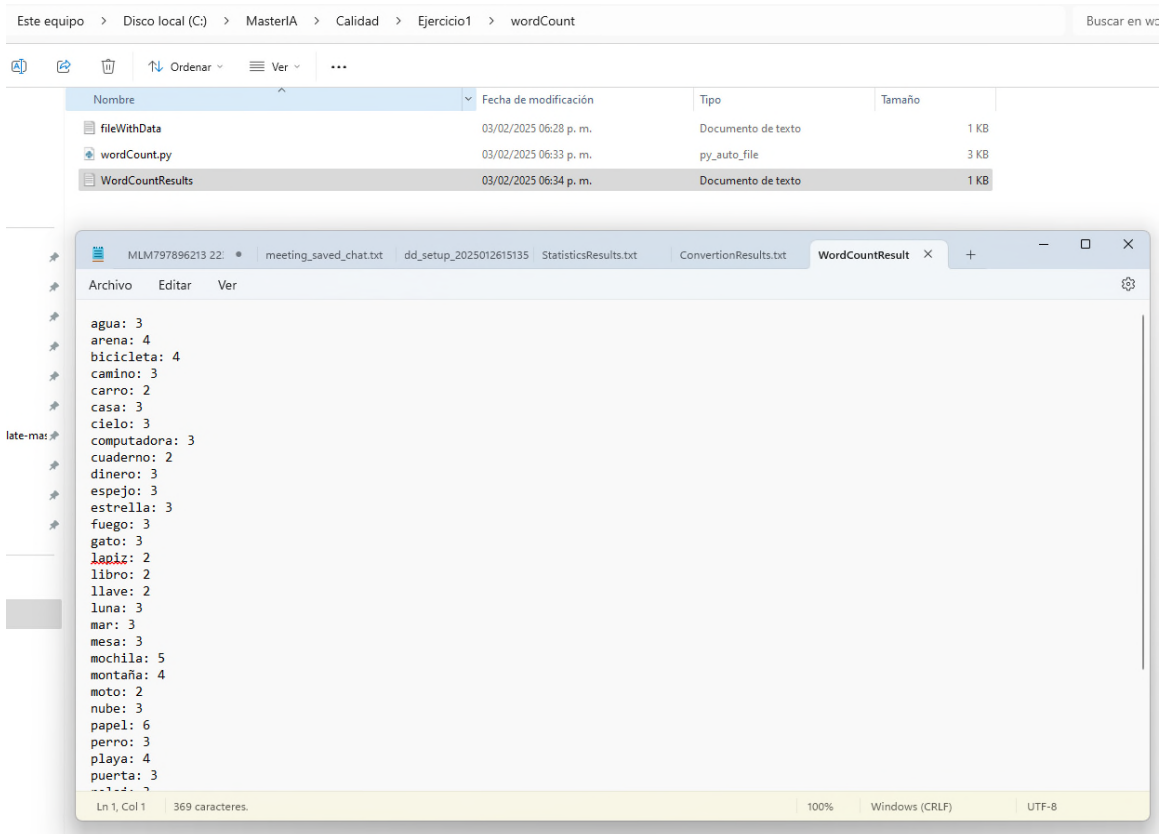 Este equipo > Disco local (C:) > MasterIA > Calidad > Ejercicio1 > wordCount
Buscar en
Ordenar Ver ...
Nombre Fecha de modificación Tipo Tamaño
fileWithData 03/02/2025 06:28 p. m. Documento de texto 1 KB
wordCount.py 03/02/2025 06:33 p. m. py_auto_file 3 KB
WordCountResults 03/02/2025 06:34 p. m. Documento de texto 1 KB
MLM797896213 22: meeting_saved_chat.txt dd_setup_2025012615135 StatisticsResults.txt ConvertionResults.txt WordCountResult × +
Archivo Editar Ver
agua: 3
arena: 4
bicicleta: 4
camino: 3
carro: 2
casa: 3
cielo: 3
late-mas
computadora: 3
cuaderno: 2
dinero: 3
espejo: 3
estrella: 3
fuego: 3
gato: 3
lapiz: 2
libro: 2
llave: 2
luna: 3
mar: 3
mesa: 3
mochila: 5
montaña: 4
moto: 2
nube: 3
papel: 6
perro: 3
playa: 4
puerta: 3
Ln 1, Col 1 369 caracteres. 100% Windows (CRLF) UTF-8